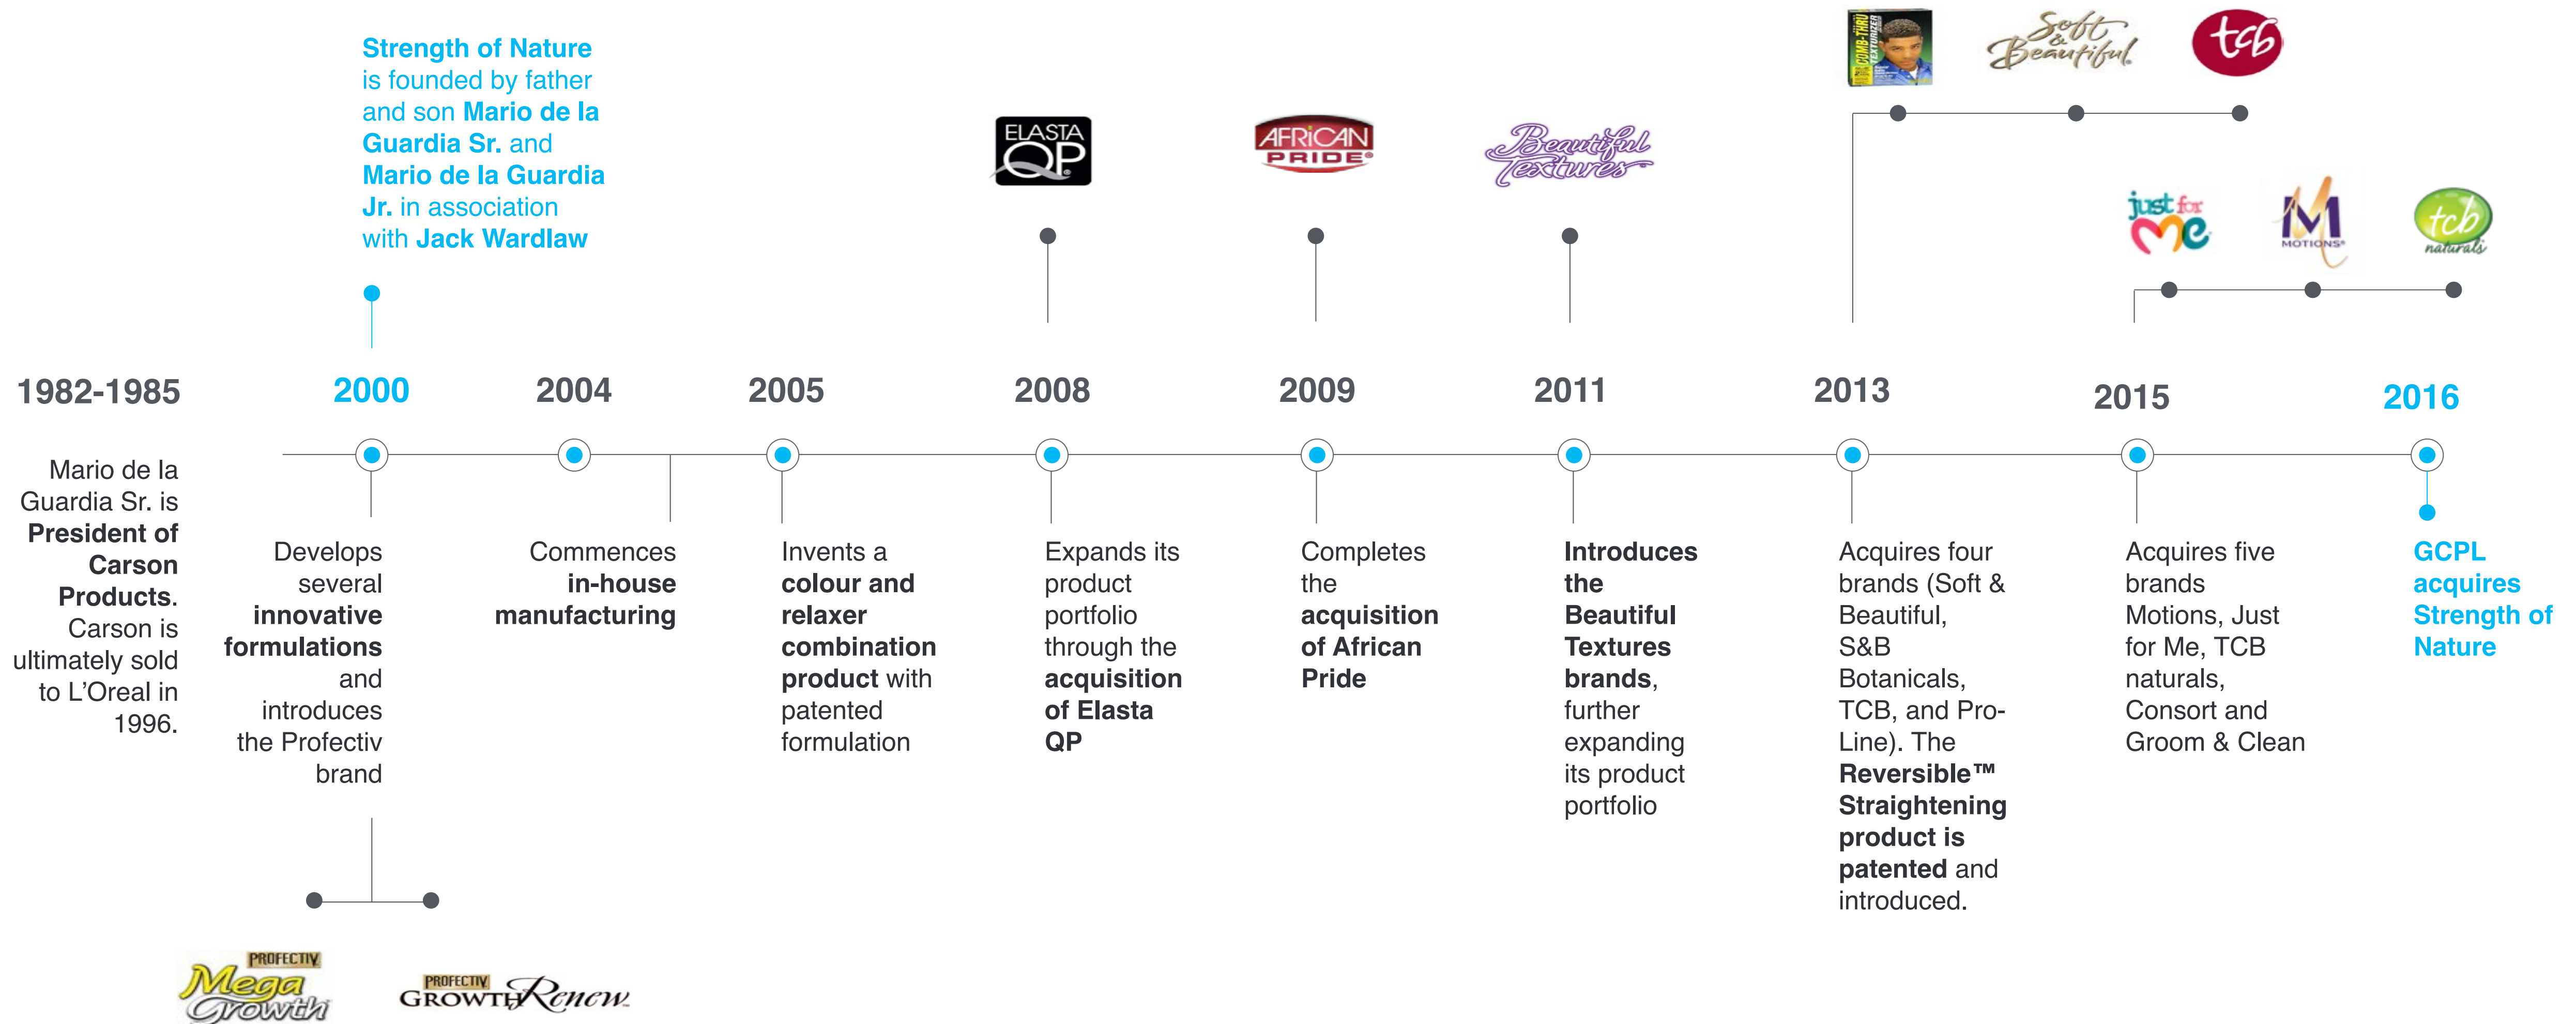 Strength of Nature
is founded by father
and son Mario de la
Guardia Sr. and
Mario de la Guardia
Jr. in association
with Jack Wardlaw
ELASTA
QP
AFRICAN
PRIDE®
Beautiful
Textures
COMB-THRU
TEXTURIZER
Soft
&
Beautiful
tcb
just for
me
M
MOTIONS®
tcb
naturals
1982-1985
2000
2004
2005
2008
2009
2011
2013
2015
2016
Mario de la
Guardia Sr. is
President of
Carson
Products.
Carson is
ultimately sold
to L’Oreal in
1996.
Develops
several
innovative
formulations
and
introduces
the Profectiv
brand
Commences
in-house
manufacturing
Invents a
colour and
relaxer
combination
product with
patented
formulation
Expands its
product
portfolio
through the
acquisition
of Elasta
QP
Completes
the
acquisition
of African
Pride
Introduces
the
Beautiful
Textures
brands,
further
expanding
its product
portfolio
Acquires four
brands (Soft &
Beautiful,
S&B
Botanicals,
TCB, and Pro-
Line). The
Reversible™
Straightening
product is
patented and
introduced.
Acquires five
brands
Motions, Just
for Me, TCB
naturals,
Consort and
Groom & Clean
GCPL
acquires
Strength of
Nature
PROFECTIV
Mega
Growth
PROFECTIV
GROWTH Renew